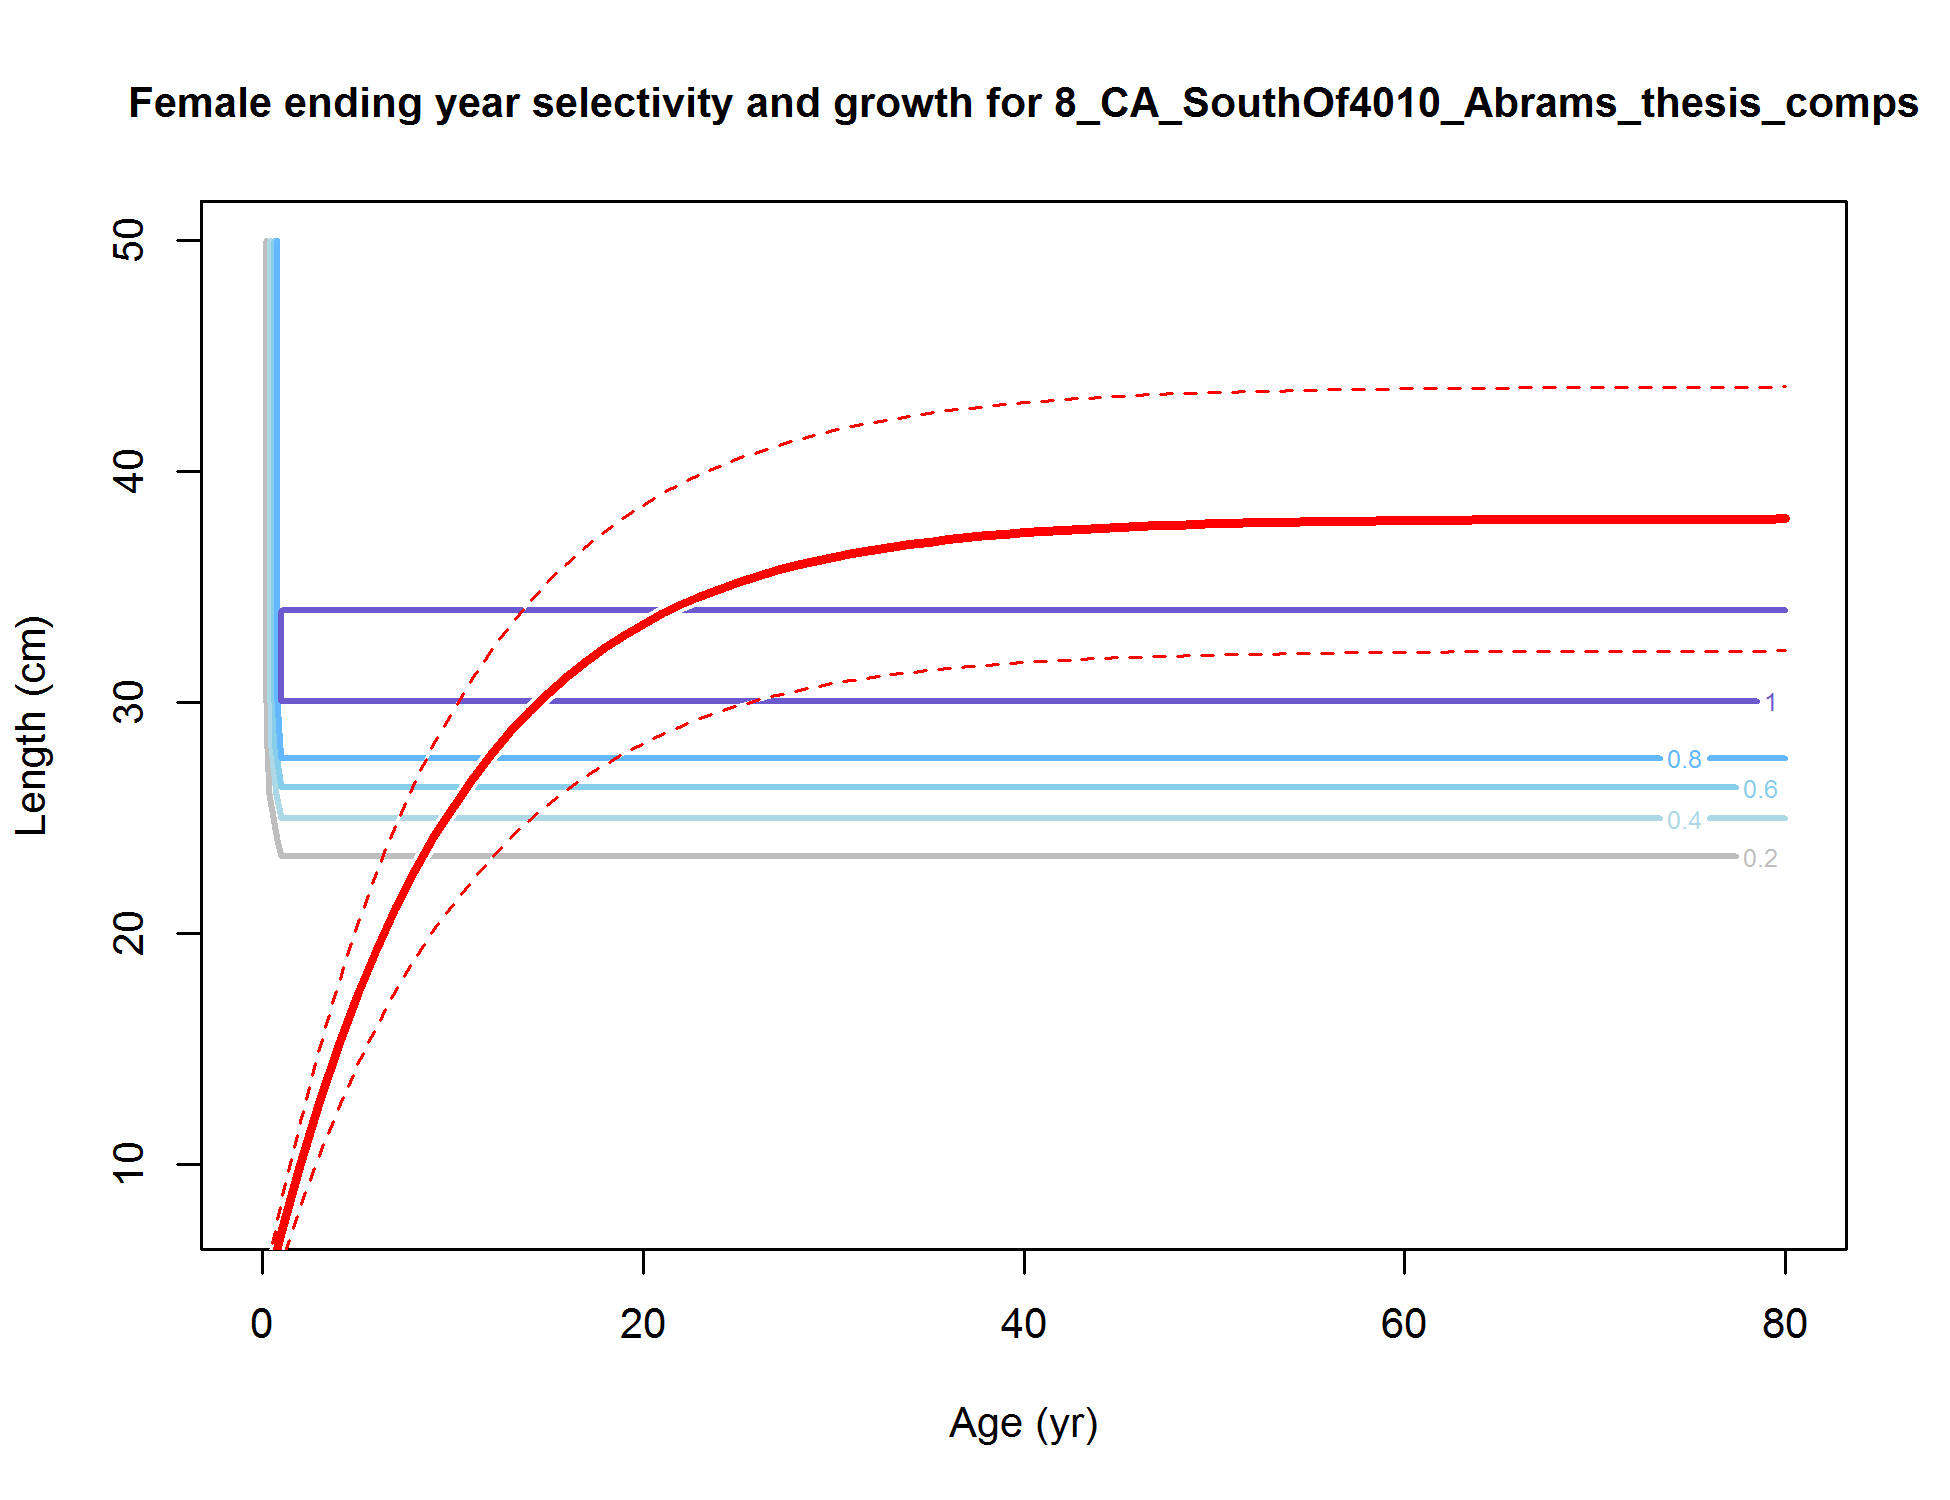 Female ending year selectivity and growth for 8_CA_SouthOf4010_Abrams_thesis_comps
Length (cm)
50
40
30
20
10
1
0.8
0.6
0.4
0.2
0 20 40 60 80
Age (yr)